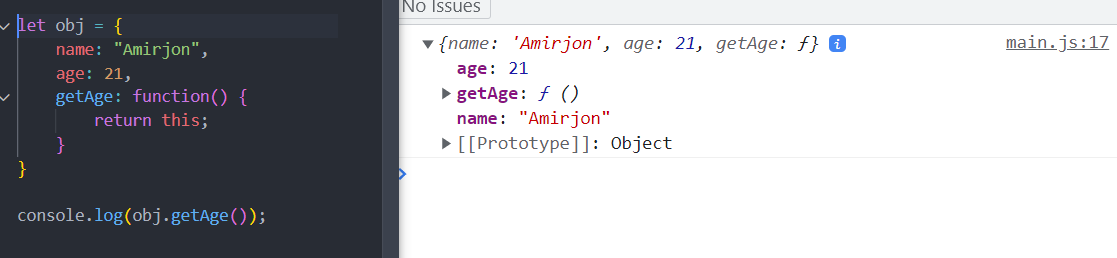 let obj = {
name: "Amirjon",
age: 21,
getAge: function() {
return this;
}
}
console.log(obj.getAge());
No Issues
{name: 'Amirjon', age: 21, getAge: ƒ} i main.js:17
age: 21
getAge: ƒ ()
name: "Amirjon"
[[Prototype]]: Object